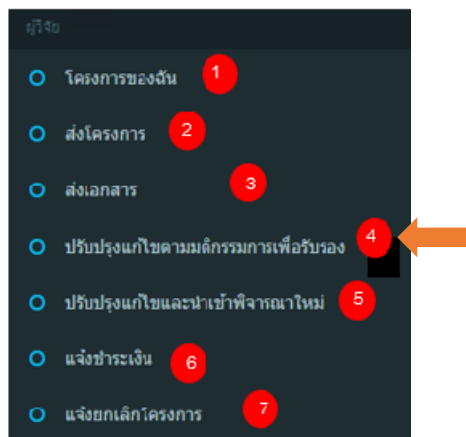 ผู้วิจัย
โครงการของฉัน 1
ส่งโครงการ 2
ส่งเอกสาร 3
ปรับปรุงแก้ไขตามมติกรรมการเพื่อรับรอง 4
ปรับปรุงแก้ไขและนำเข้าพิจารณาใหม่ 5
แจ้งชำระเงิน 6
แจ้งยกเลิกโครงการ 7